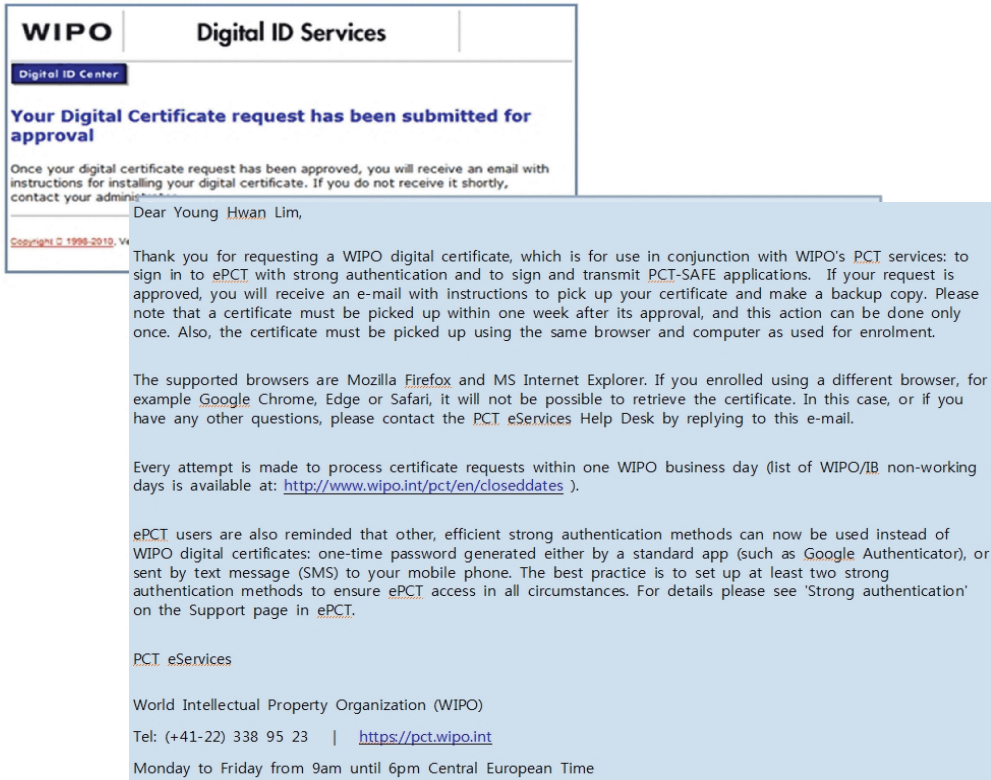 WIPO
Digital ID Services
Digital ID Center
Your Digital Certificate request has been submitted for
approval
Once your digital certificate request has been approved, you will receive an email with
instructions for installing your digital certificate. If you do not receive it shortly,
contact your
Copyright © 1998-2010,
Dear Young Hwan Lim,
Thank you for requesting a WIPO digital certificate, which is for use in conjunction with WIPO's PCT services: to
sign in to ePCT with strong authentication and to sign and transmit PCT-SAFE applications. If your request is
approved, you will receive an e-mail with instructions to pick up your certificate and make a backup copy. Please
note that a certificate must be picked up within one week after its approval, and this action can be done only
once. Also, the certificate must be picked up using the same browser and computer as used for enrolment.
The supported browsers are Mozilla Firefox and MS Internet Explorer. If you enrolled using a different browser, for
example Google Chrome, Edge or Safari, it will not be possible to retrieve the certificate. In this case, or if you
have any other questions, please contact the PCT eServices Help Desk by replying to this e-mail.
Every attempt is made to process certificate requests within one WIPO business day (list of WIPO/IB non-working
days is available at: http://www.wipo.int/pct/en/closeddates ).
ePCT users are also reminded that other, efficient strong authentication methods can now be used instead of
WIPO digital certificates: one-time password generated either by a standard app (such as Google Authenticator), or
sent by text message (SMS) to your mobile phone. The best practice is to set up at least two strong
authentication methods to ensure ePCT access in all circumstances. For details please see 'Strong authentication'
on the Support page in ePCT.
PCT eServices
World Intellectual Property Organization (WIPO)
Tel: (+41-22) 338 95 23 | https://pct.wipo.int
Monday to Friday from 9am until 6pm Central European Time